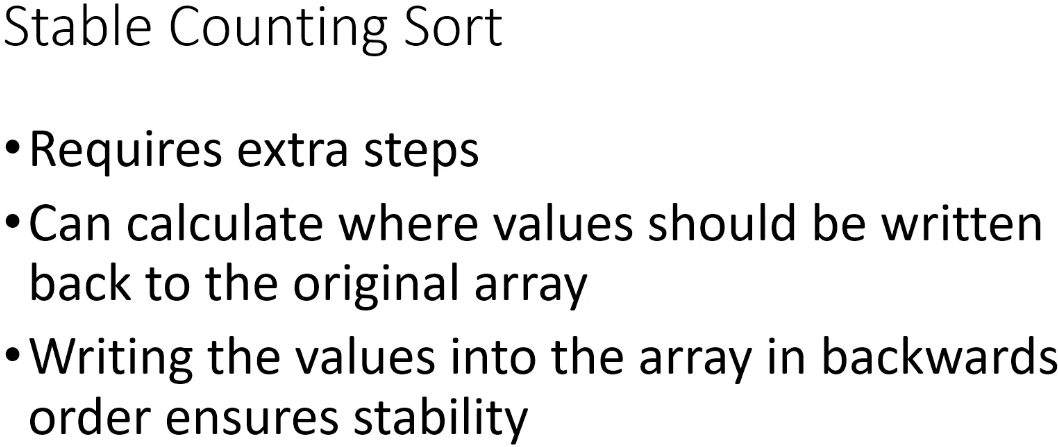 Stable Counting Sort
•Requires extra steps
•Can calculate where values should be written
back to the original array
•Writing the values into the array in backwards
order ensures stability